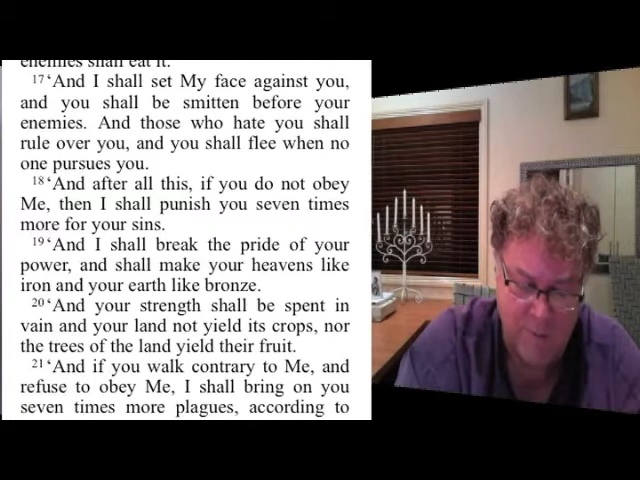 enemies shall eat it.
17‘And I shall set My face against you,
and you shall be smitten before your
enemies. And those who hate you shall
rule over you, and you shall flee when no
one pursues you.
18‘And after all this, if you do not obey
Me, then I shall punish you seven times
more for your sins.
19‘And I shall break the pride of your
power, and shall make your heavens like
iron and your earth like bronze.
20‘And your strength shall be spent in
vain and your land not yield its crops, nor
the trees of the land yield their fruit.
21‘And if you walk contrary to Me, and
refuse to obey Me, I shall bring on you
seven times more plagues, according to